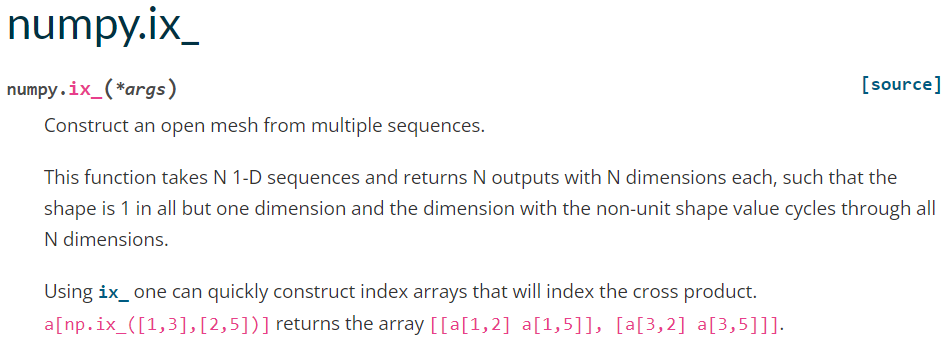 numpy.ix_
numpy.ix_(*args) [source]
Construct an open mesh from multiple sequences.
This function takes N 1-D sequences and returns N outputs with N dimensions each, such that the
shape is 1 in all but one dimension and the dimension with the non-unit shape value cycles through all
N dimensions.
Using ix_ one can quickly construct index arrays that will index the cross product.
a[np.ix_([1,3],[2,5])] returns the array [[a[1,2] a[1,5]], [a[3,2] a[3,5]]].